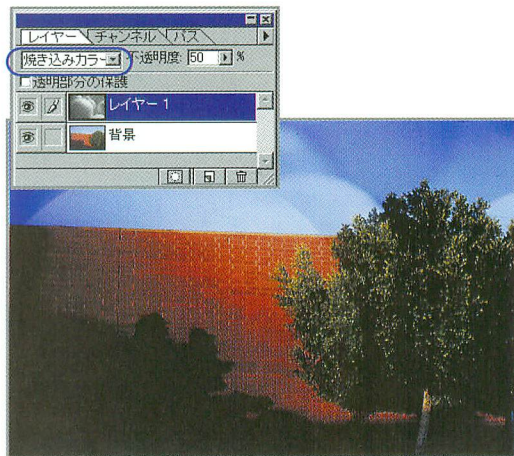 レイヤー チャンネル パス
焼き込みカラー 不透明度: 50 %
透明部分の保護
レイヤー 1
背景